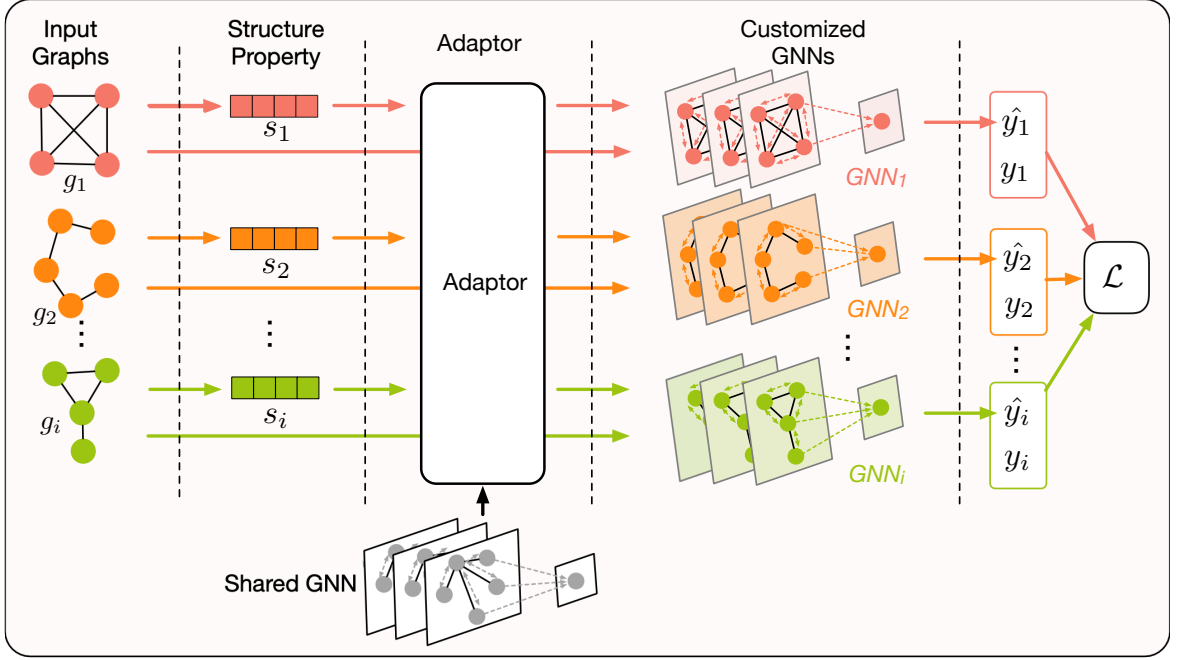 Input
Graphs
Structure
Property
Adaptor
Customized
GNNs
g₁
s₁
GNN₁
ŷ₁
y₁
g₂
s₂
Adaptor
GNN₂
ŷ₂
y₂
ℒ
gᵢ
sᵢ
GNNᵢ
ŷᵢ
yᵢ
Shared GNN